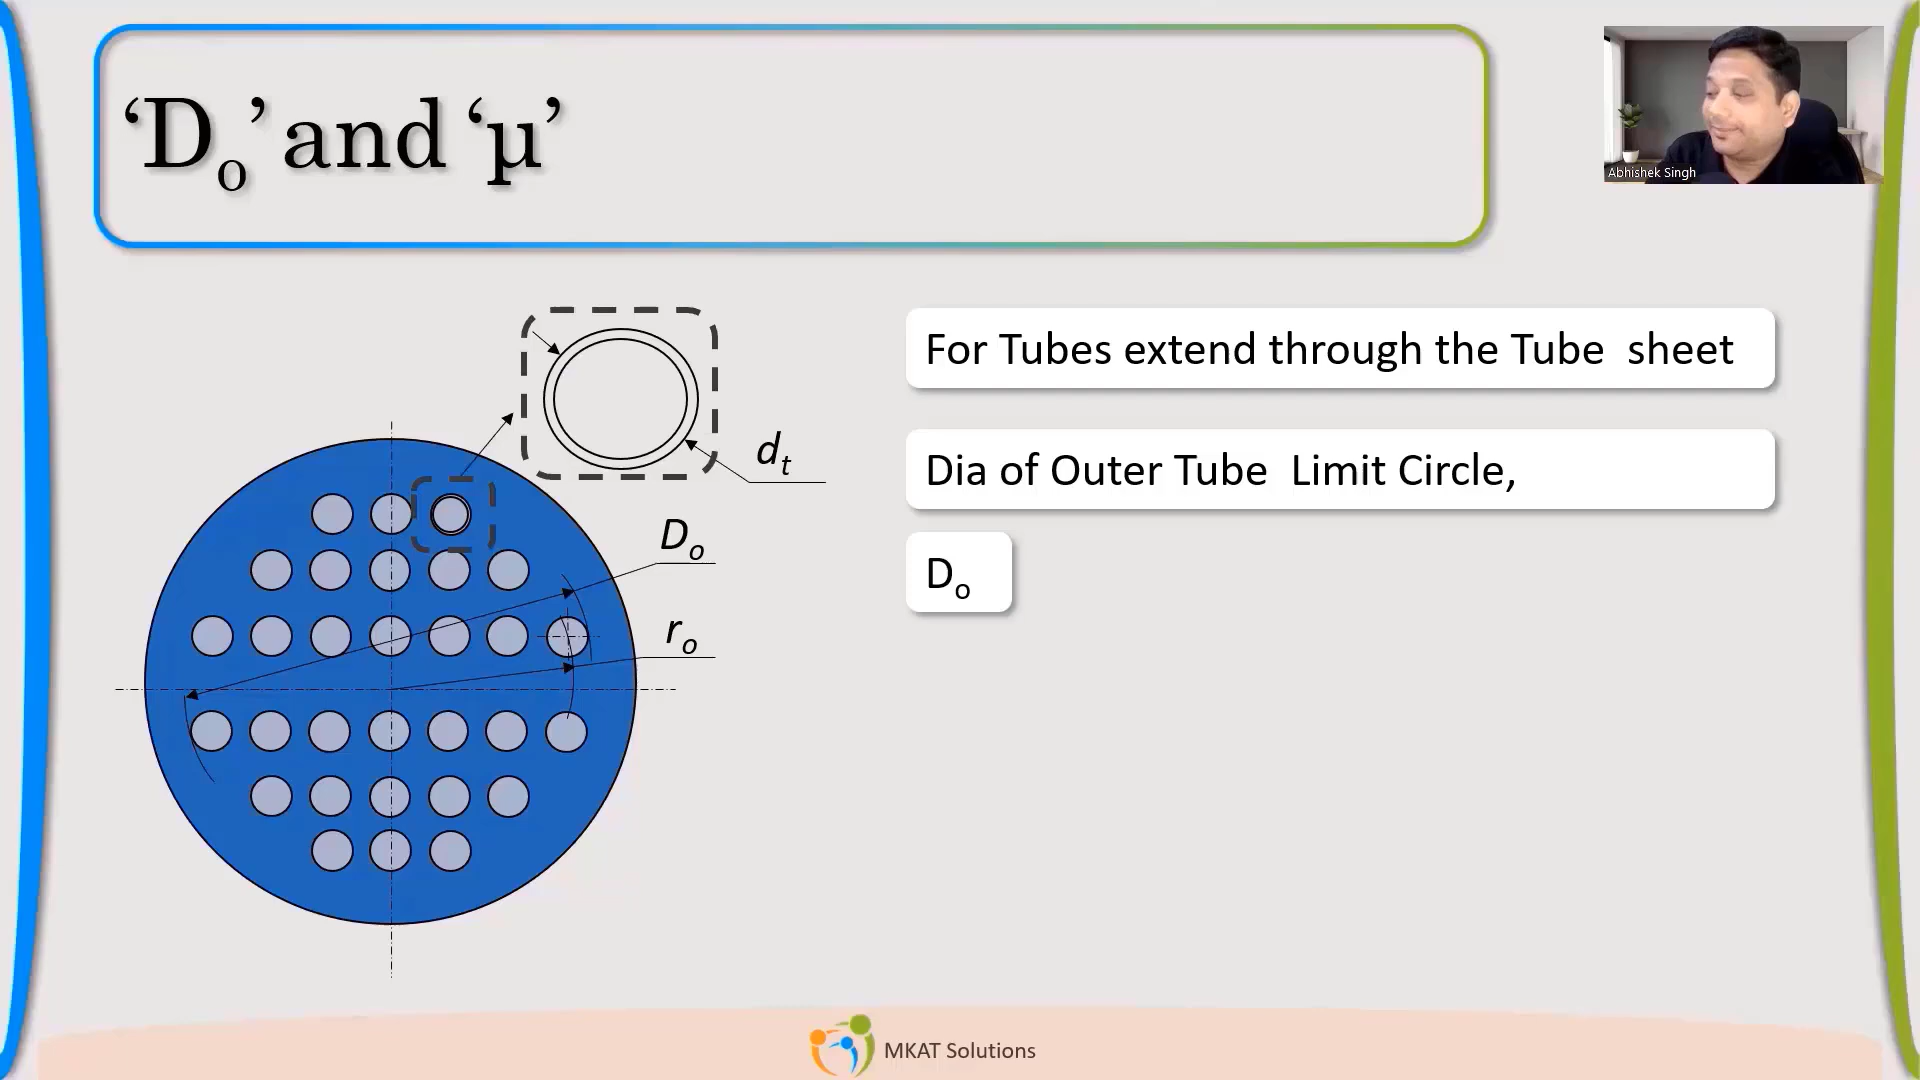 ‘Do’ and ‘µ’
Abhishek Singh
For Tubes extend through the Tube sheet
Dia of Outer Tube Limit Circle,
Do
dt
Do
ro
MKAT Solutions